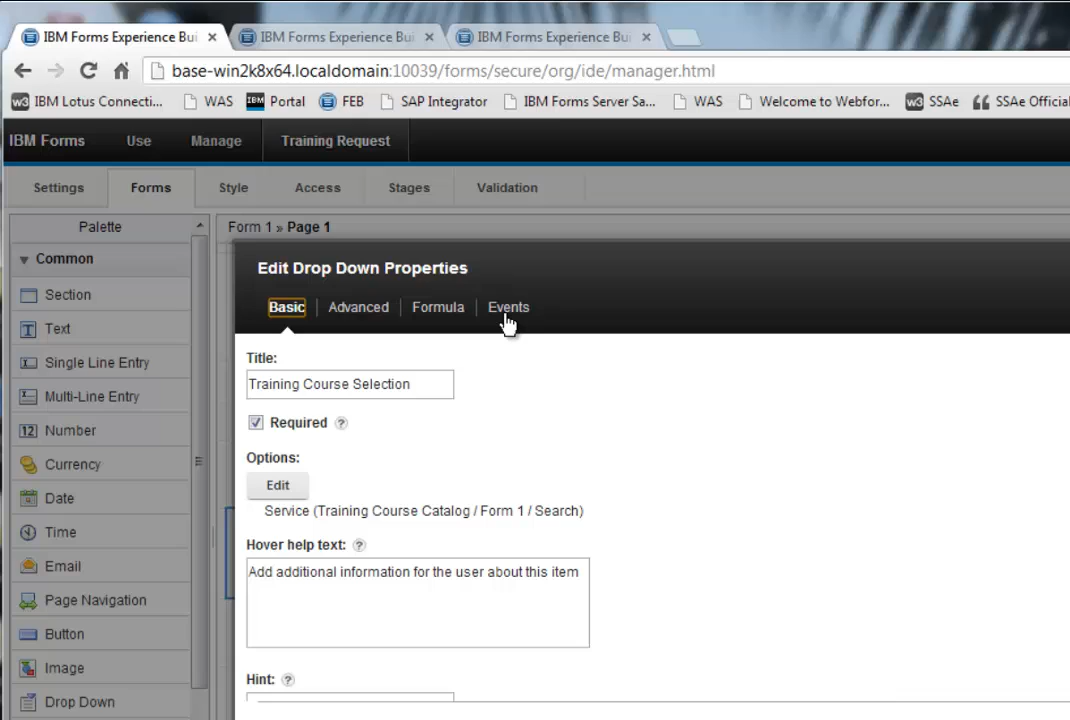 IBM Forms Experience Bui
IBM Forms Experience Bui
IBM Forms Experience Bui
base-win2k8x64.localdomain:10039/forms/secure/org/ide/manager.html
w3 IBM Lotus Connecti... WAS IBM Portal FEB SAP Integrator IBM Forms Server Sa... WAS Welcome to Webfor... w3 SSAe SSAe Official
IBM Forms Use Manage Training Request
Settings Forms Style Access Stages Validation
Palette
Form 1 » Page 1
Common
Section
Text
Single Line Entry
Multi-Line Entry
12 Number
Currency
Date
Time
Email
Page Navigation
Button
Image
Drop Down
Edit Drop Down Properties
Basic Advanced Formula Events
Title:
Training Course Selection
Required ?
Options:
Edit
Service (Training Course Catalog / Form 1 / Search)
Hover help text: ?
Add additional information for the user about this item
Hint: ?